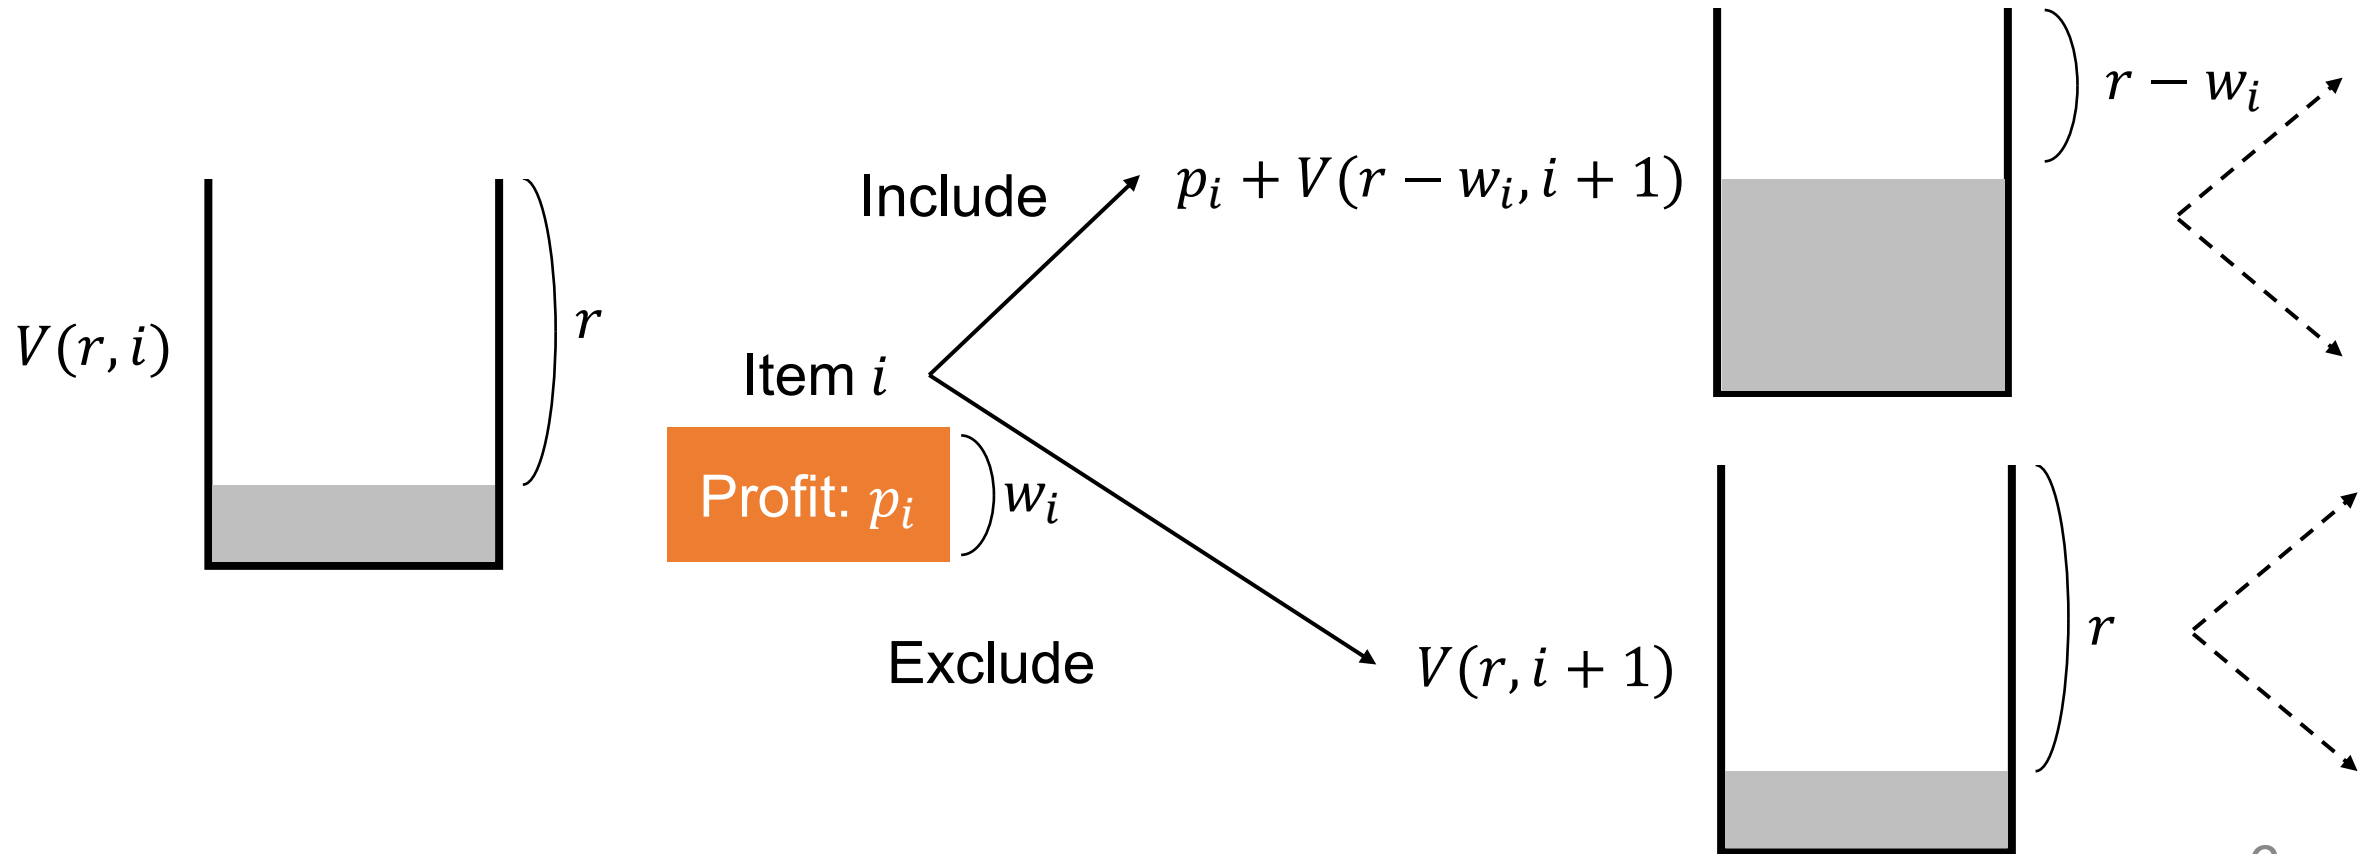 V(r, i)
r
Item i
Profit: p_i
w_i
Include
p_i + V(r − w_i, i + 1)
r − w_i
Exclude
V(r, i + 1)
r